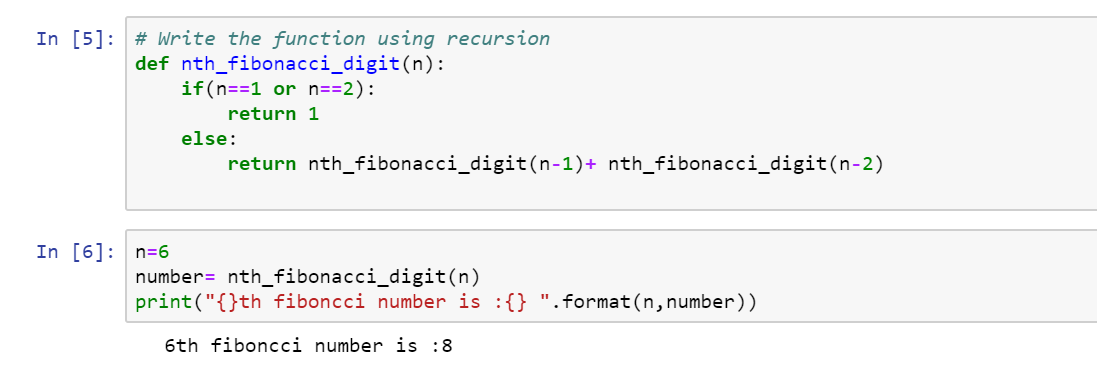 In [5]: # Write the function using recursion
def nth_fibonacci_digit(n):
    if(n==1 or n==2):
        return 1
    else:
        return nth_fibonacci_digit(n-1)+ nth_fibonacci_digit(n-2)
In [6]: n=6
number= nth_fibonacci_digit(n)
print("{}th fiboncci number is :{} ".format(n,number))
6th fiboncci number is :8